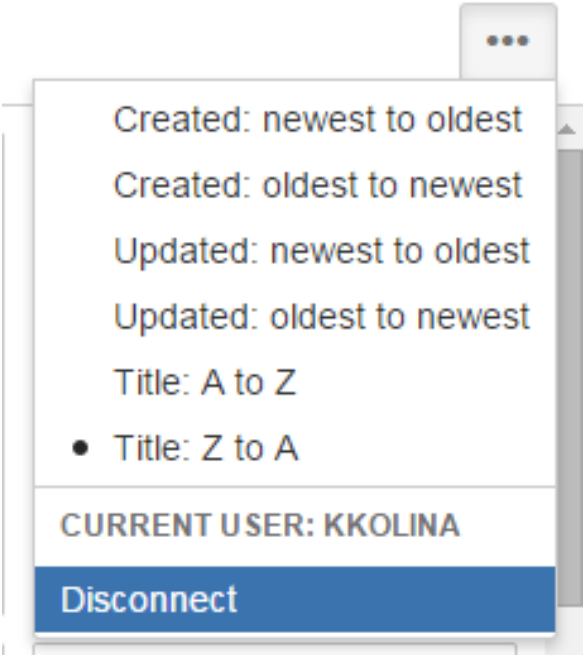 Created: newest to oldest
Created: oldest to newest
Updated: newest to oldest
Updated: oldest to newest
Title: A to Z
Title: Z to A
CURRENT USER: KKOLINA
Disconnect